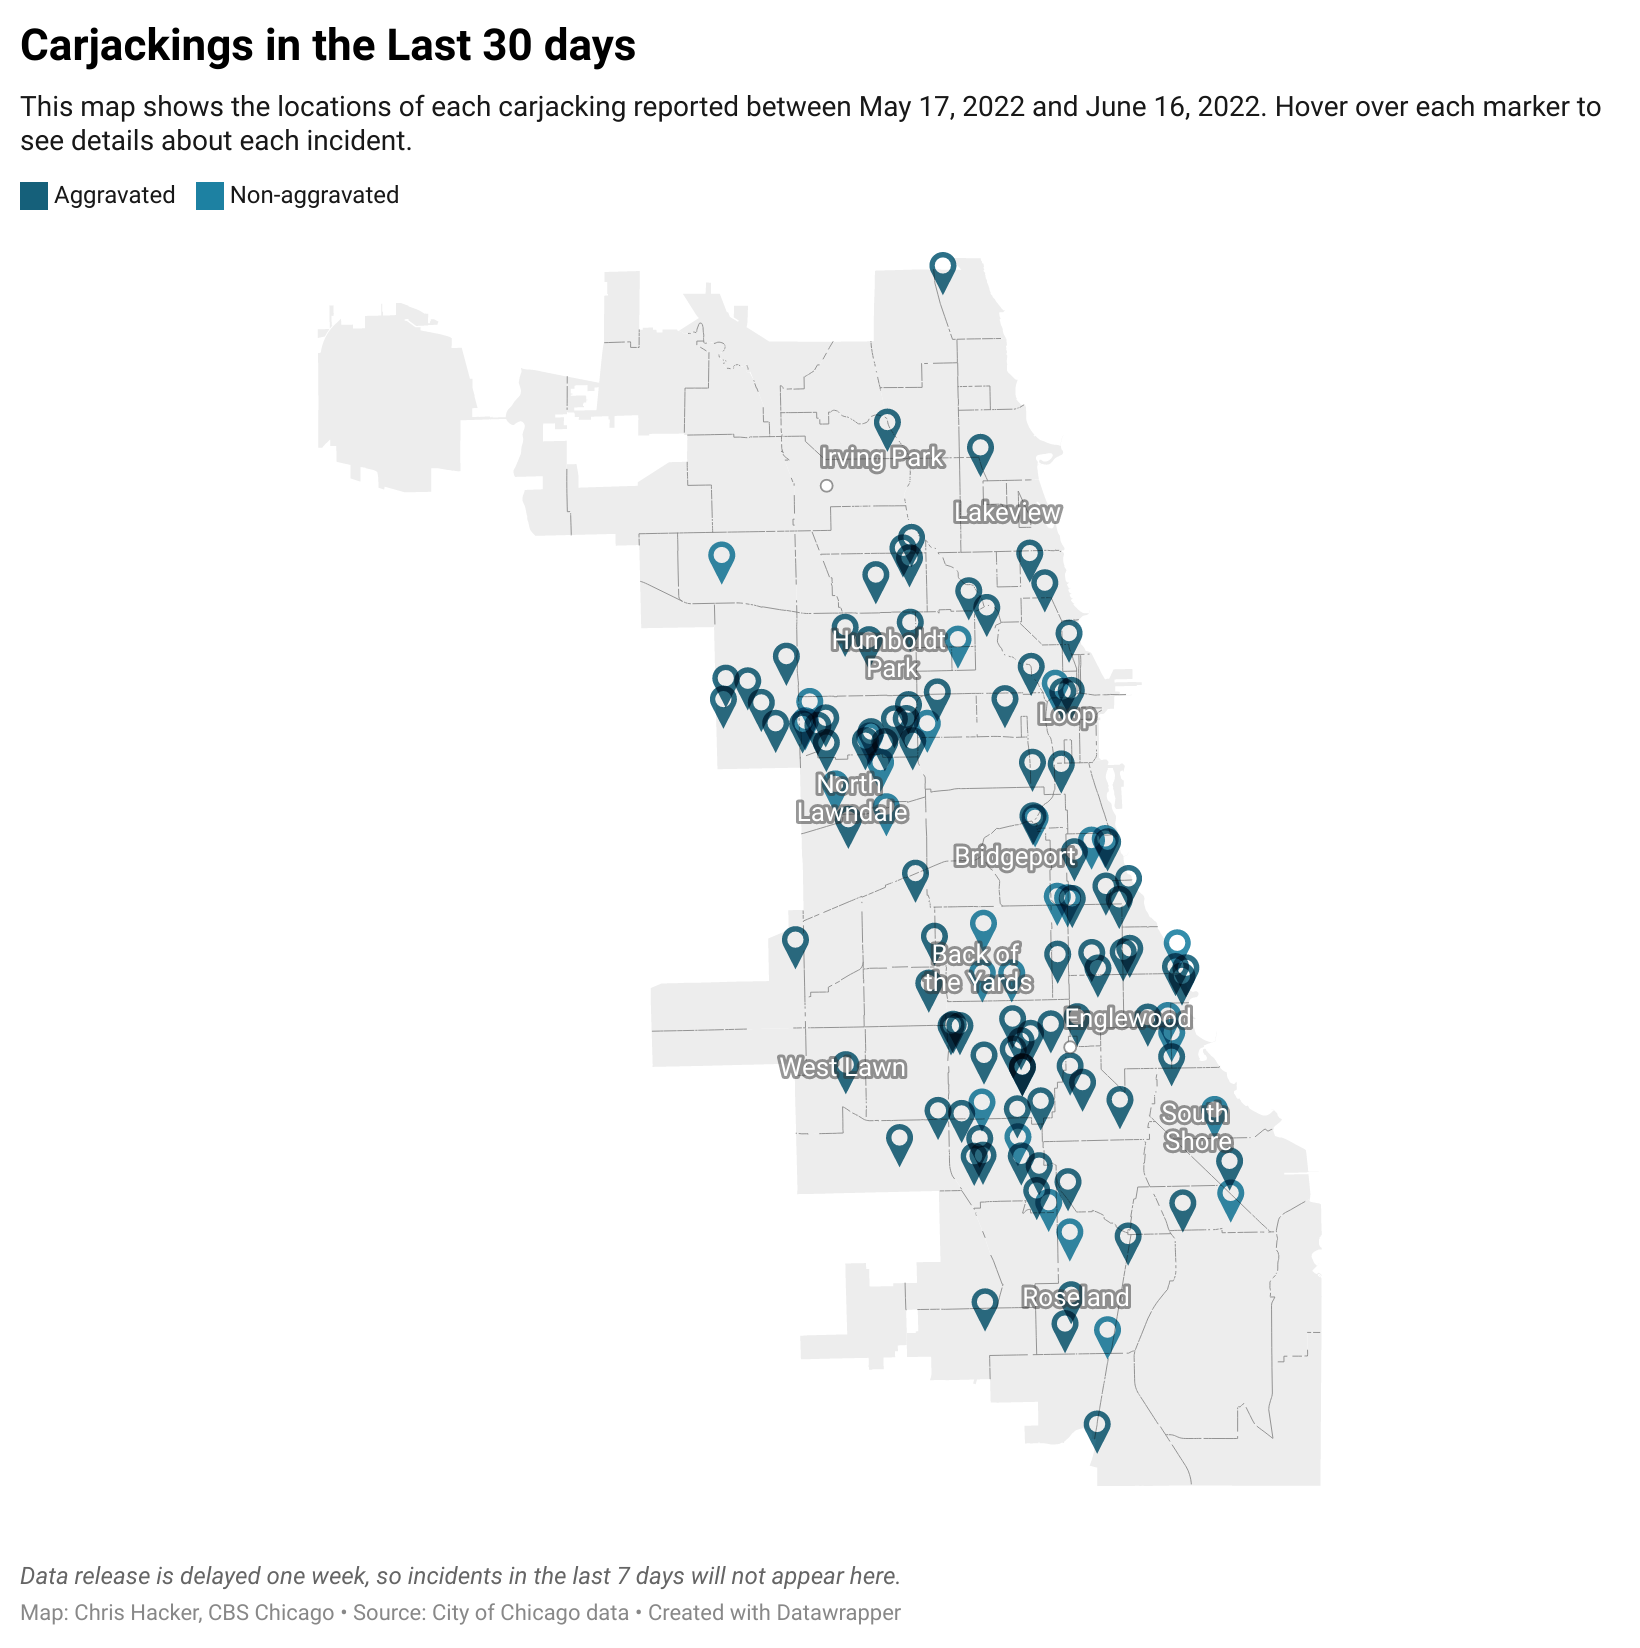 Carjackings in the Last 30 days
This map shows the locations of each carjacking reported between May 17, 2022 and June 16, 2022. Hover over each marker to
see details about each incident.
Aggravated Non-aggravated
Irving Park
Lakeview
Humboldt
Park
Loop
North
Lawndale
Bridgeport
Back of
the Yards
Englewood
West Lawn
South
Shore
Roseland
Data release is delayed one week, so incidents in the last 7 days will not appear here.
Map: Chris Hacker, CBS Chicago • Source: City of Chicago data • Created with Datawrapper